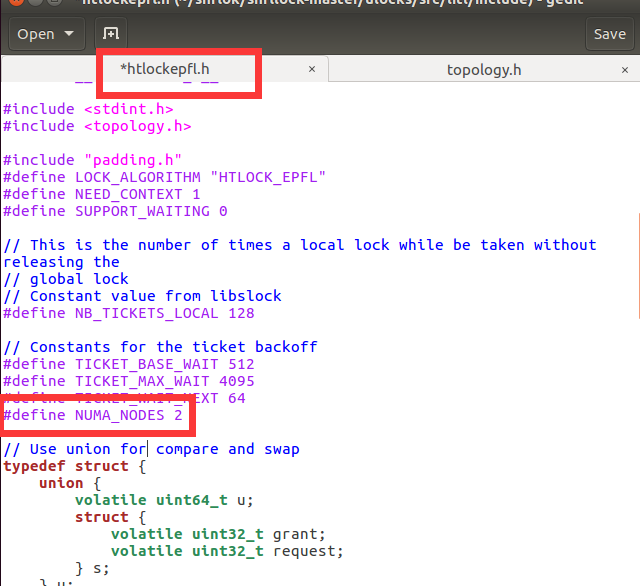 htlockepfl.h (~/shflok/shfllock-master/ulocks/src/litl/include) - gedit
Open
Save
*htlockepfl.h ×
topology.h ×
#include <stdint.h>
#include <topology.h>
#include "padding.h"
#define LOCK_ALGORITHM "HTLOCK_EPFL"
#define NEED_CONTEXT 1
#define SUPPORT_WAITING 0
// This is the number of times a local lock while be taken without
releasing the
// global lock
// Constant value from libslock
#define NB_TICKETS_LOCAL 128
// Constants for the ticket backoff
#define TICKET_BASE_WAIT 512
#define TICKET_MAX_WAIT 4095
#define TICKET_WAIT_NEXT 64
#define NUMA_NODES 2
// Use union for compare and swap
typedef struct {
union {
volatile uint64_t u;
struct {
volatile uint32_t grant;
volatile uint32_t request;
} s;
} u;